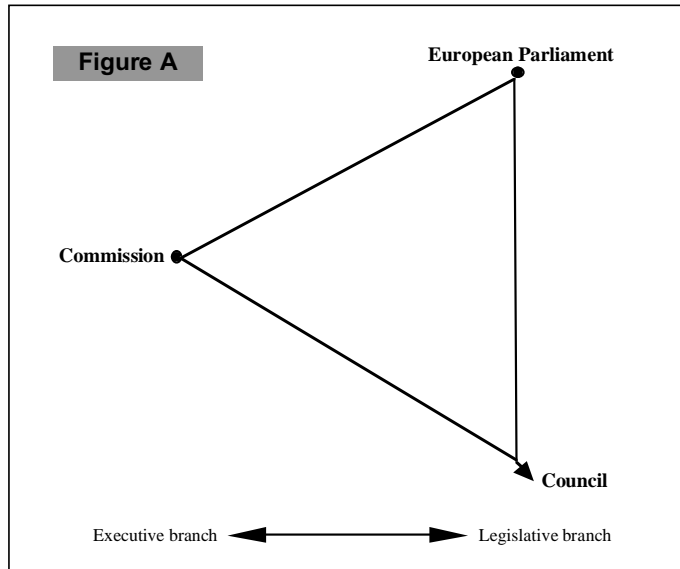 Figure A
European Parliament
Commission
Council
Executive branch
Legislative branch